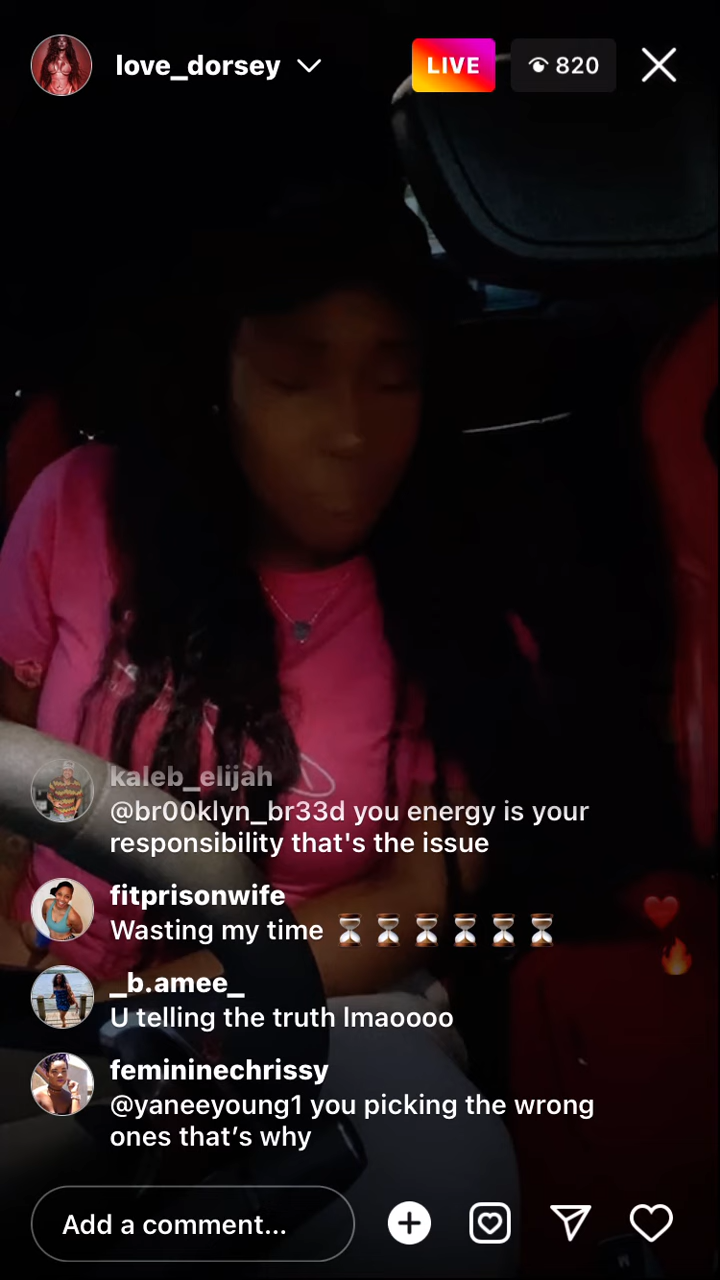 love_dorsey
LIVE
820
kaleb_elijah
@br00klyn_br33d you energy is your
responsibility that's the issue
fitprisonwife
Wasting my time ⏳⏳⏳⏳⏳⏳
_b.amee_
U telling the truth lmaoooo
femininechrissy
@yaneeyoung1 you picking the wrong
ones that’s why
Add a comment...